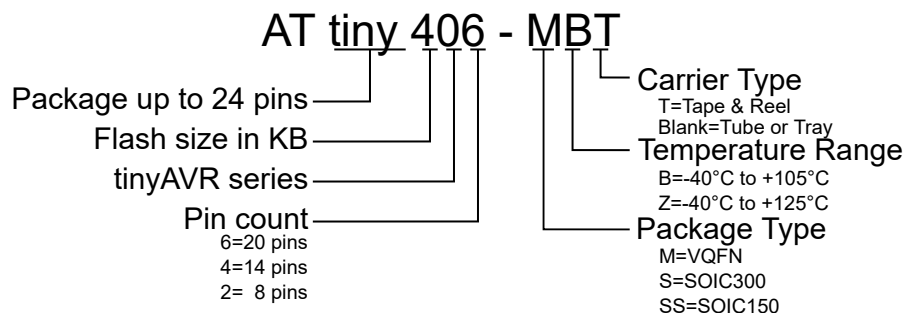 AT tiny 406 - MBT
Package up to 24 pins
Flash size in KB
tinyAVR series
Pin count
6=20 pins
4=14 pins
2= 8 pins
Carrier Type
T=Tape & Reel
Blank=Tube or Tray
Temperature Range
B=-40°C to +105°C
Z=-40°C to +125°C
Package Type
M=VQFN
S=SOIC300
SS=SOIC150